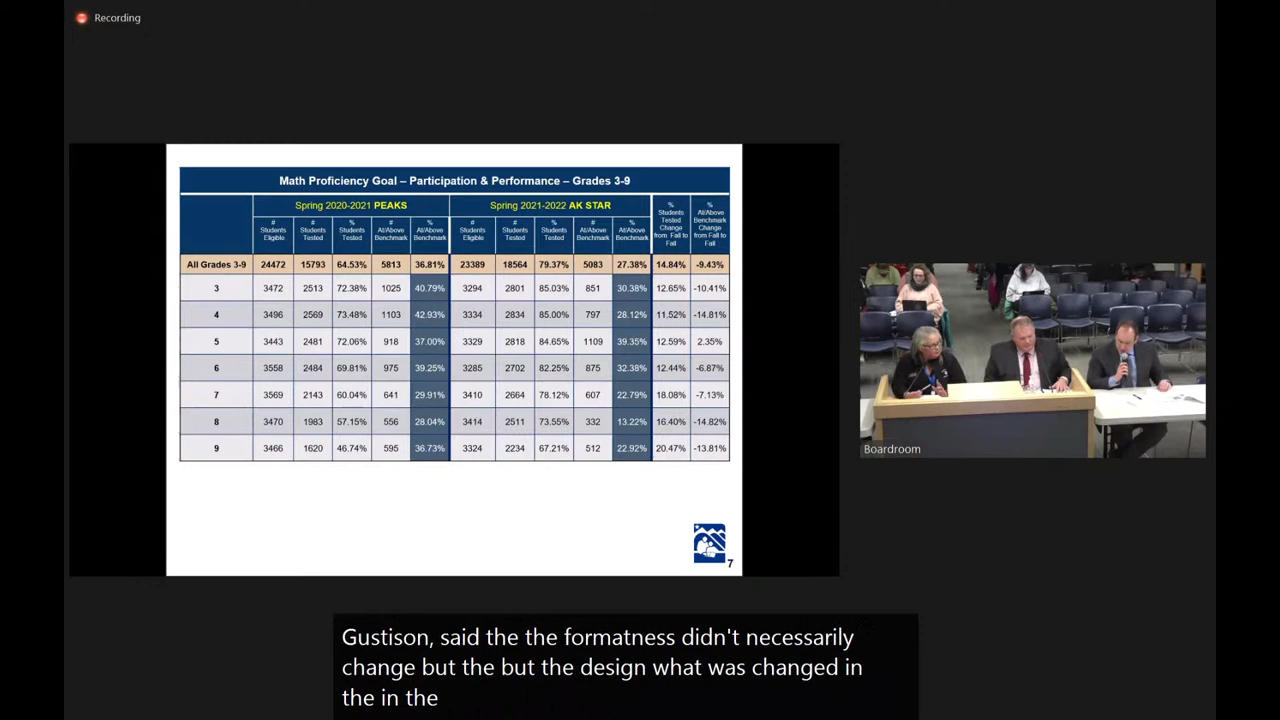 Recording
Math Proficiency Goal – Participation & Performance – Grades 3-9
Spring 2020-2021 PEAKS Spring 2021-2022 AK STAR
# Students Eligible # Students Tested % Students Tested # At/Above Benchmark % At/Above Benchmark # Students Eligible # Students Tested % Students Tested # At/Above Benchmark % At/Above Benchmark % Students Tested Change from Fall to Fall % At/Above Benchmark Change from Fall to Fall
All Grades 3-9 24472 15793 64.53% 5813 36.81% 23389 18564 79.37% 5083 27.38% 14.84% -9.43%
3 3472 2513 72.38% 1025 40.79% 3294 2801 85.03% 851 30.38% 12.65% -10.41%
4 3496 2569 73.48% 1103 42.93% 3334 2834 85.00% 797 28.12% 11.52% -14.81%
5 3443 2481 72.06% 918 37.00% 3329 2818 84.65% 1109 39.35% 12.59% 2.35%
6 3558 2484 69.81% 975 39.25% 3285 2702 82.25% 875 32.38% 12.44% -6.87%
7 3569 2143 60.04% 641 29.91% 3410 2664 78.12% 607 22.79% 18.08% -7.13%
8 3470 1983 57.15% 556 28.04% 3414 2511 73.55% 332 13.22% 16.40% -14.82%
9 3466 1620 46.74% 595 36.73% 3324 2234 67.21% 512 22.92% 20.47% -13.81%
7
Boardroom
Gustison, said the the formatness didn't necessarily
change but the but the design what was changed in
the in the